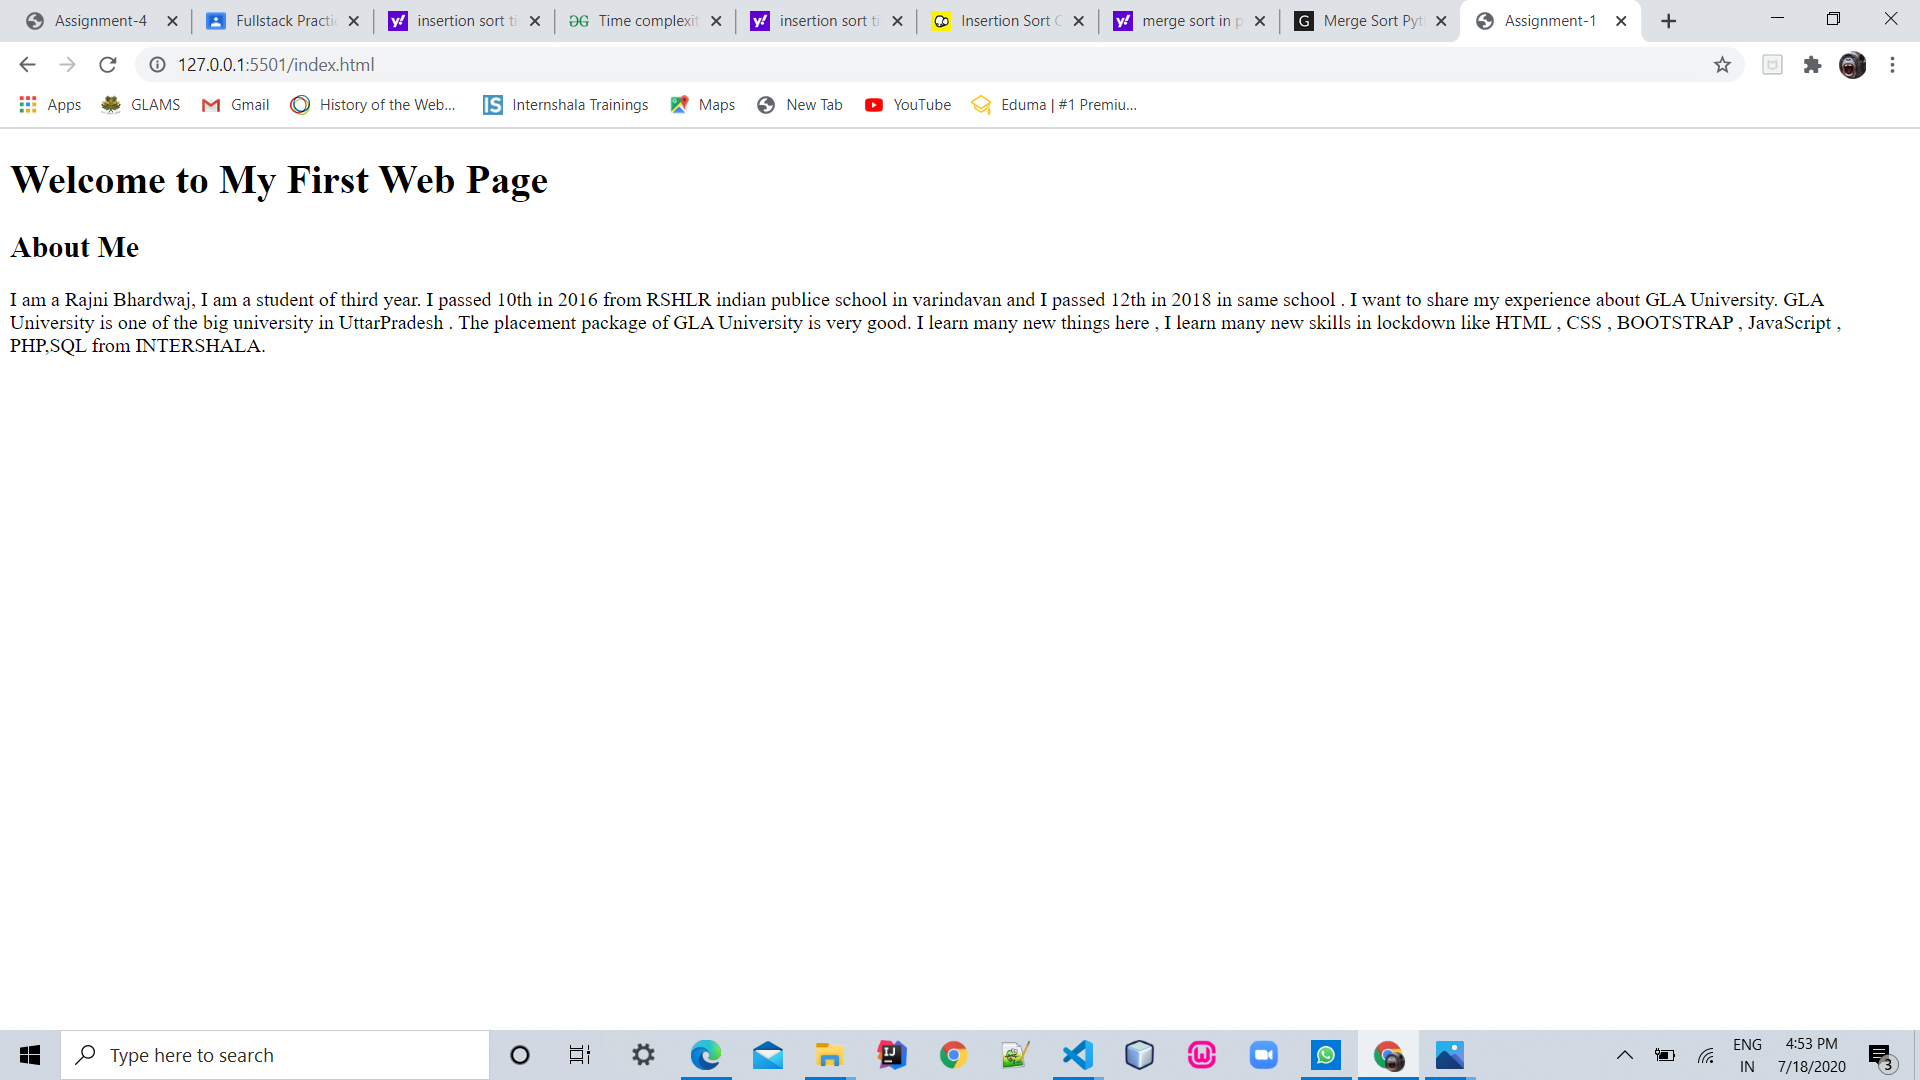 Assignment-4
Fullstack Practic
insertion sort ti
Time complexit
insertion sort ti
Insertion Sort C
merge sort in p
Merge Sort Pyt
Assignment-1
127.0.0.1:5501/index.html
Apps
GLAMS
Gmail
History of the Web...
Internshala Trainings
Maps
New Tab
YouTube
Eduma | #1 Premiu...
Welcome to My First Web Page
About Me
I am a Rajni Bhardwaj, I am a student of third year. I passed 10th in 2016 from RSHLR indian publice school in varindavan and I passed 12th in 2018 in same school . I want to share my experience about GLA University. GLA
University is one of the big university in UttarPradesh . The placement package of GLA University is very good. I learn many new things here , I learn many new skills in lockdown like HTML , CSS , BOOTSTRAP , JavaScript ,
PHP,SQL from INTERSHALA.
Type here to search
ENG
IN
4:53 PM
7/18/2020
3